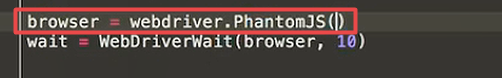 browser = webdriver.PhantomJS()
wait = WebDriverWait(browser, 10)